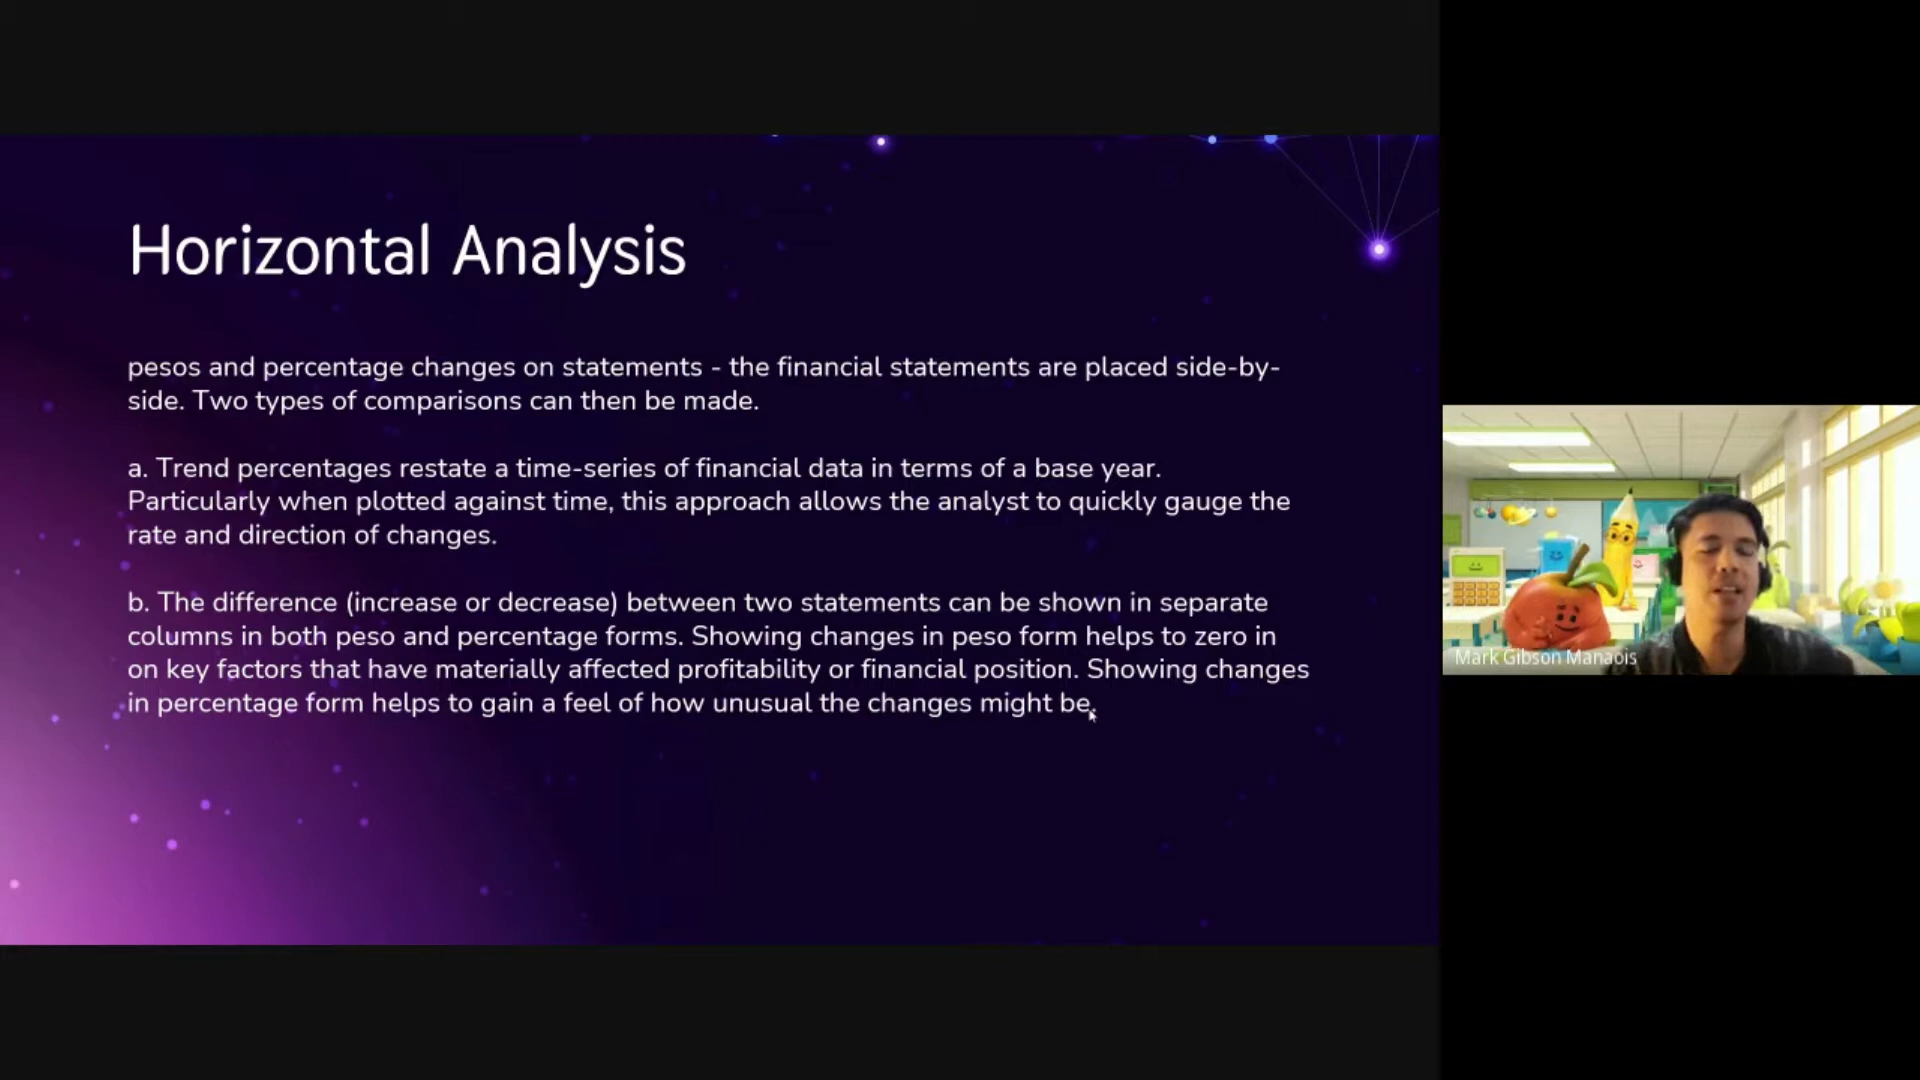 Horizontal Analysis
pesos and percentage changes on statements - the financial statements are placed side-by-
side. Two types of comparisons can then be made.
a. Trend percentages restate a time-series of financial data in terms of a base year.
Particularly when plotted against time, this approach allows the analyst to quickly gauge the
rate and direction of changes.
b. The difference (increase or decrease) between two statements can be shown in separate
columns in both peso and percentage forms. Showing changes in peso form helps to zero in
on key factors that have materially affected profitability or financial position. Showing changes
in percentage form helps to gain a feel of how unusual the changes might be.
Mark Gibson Manaois